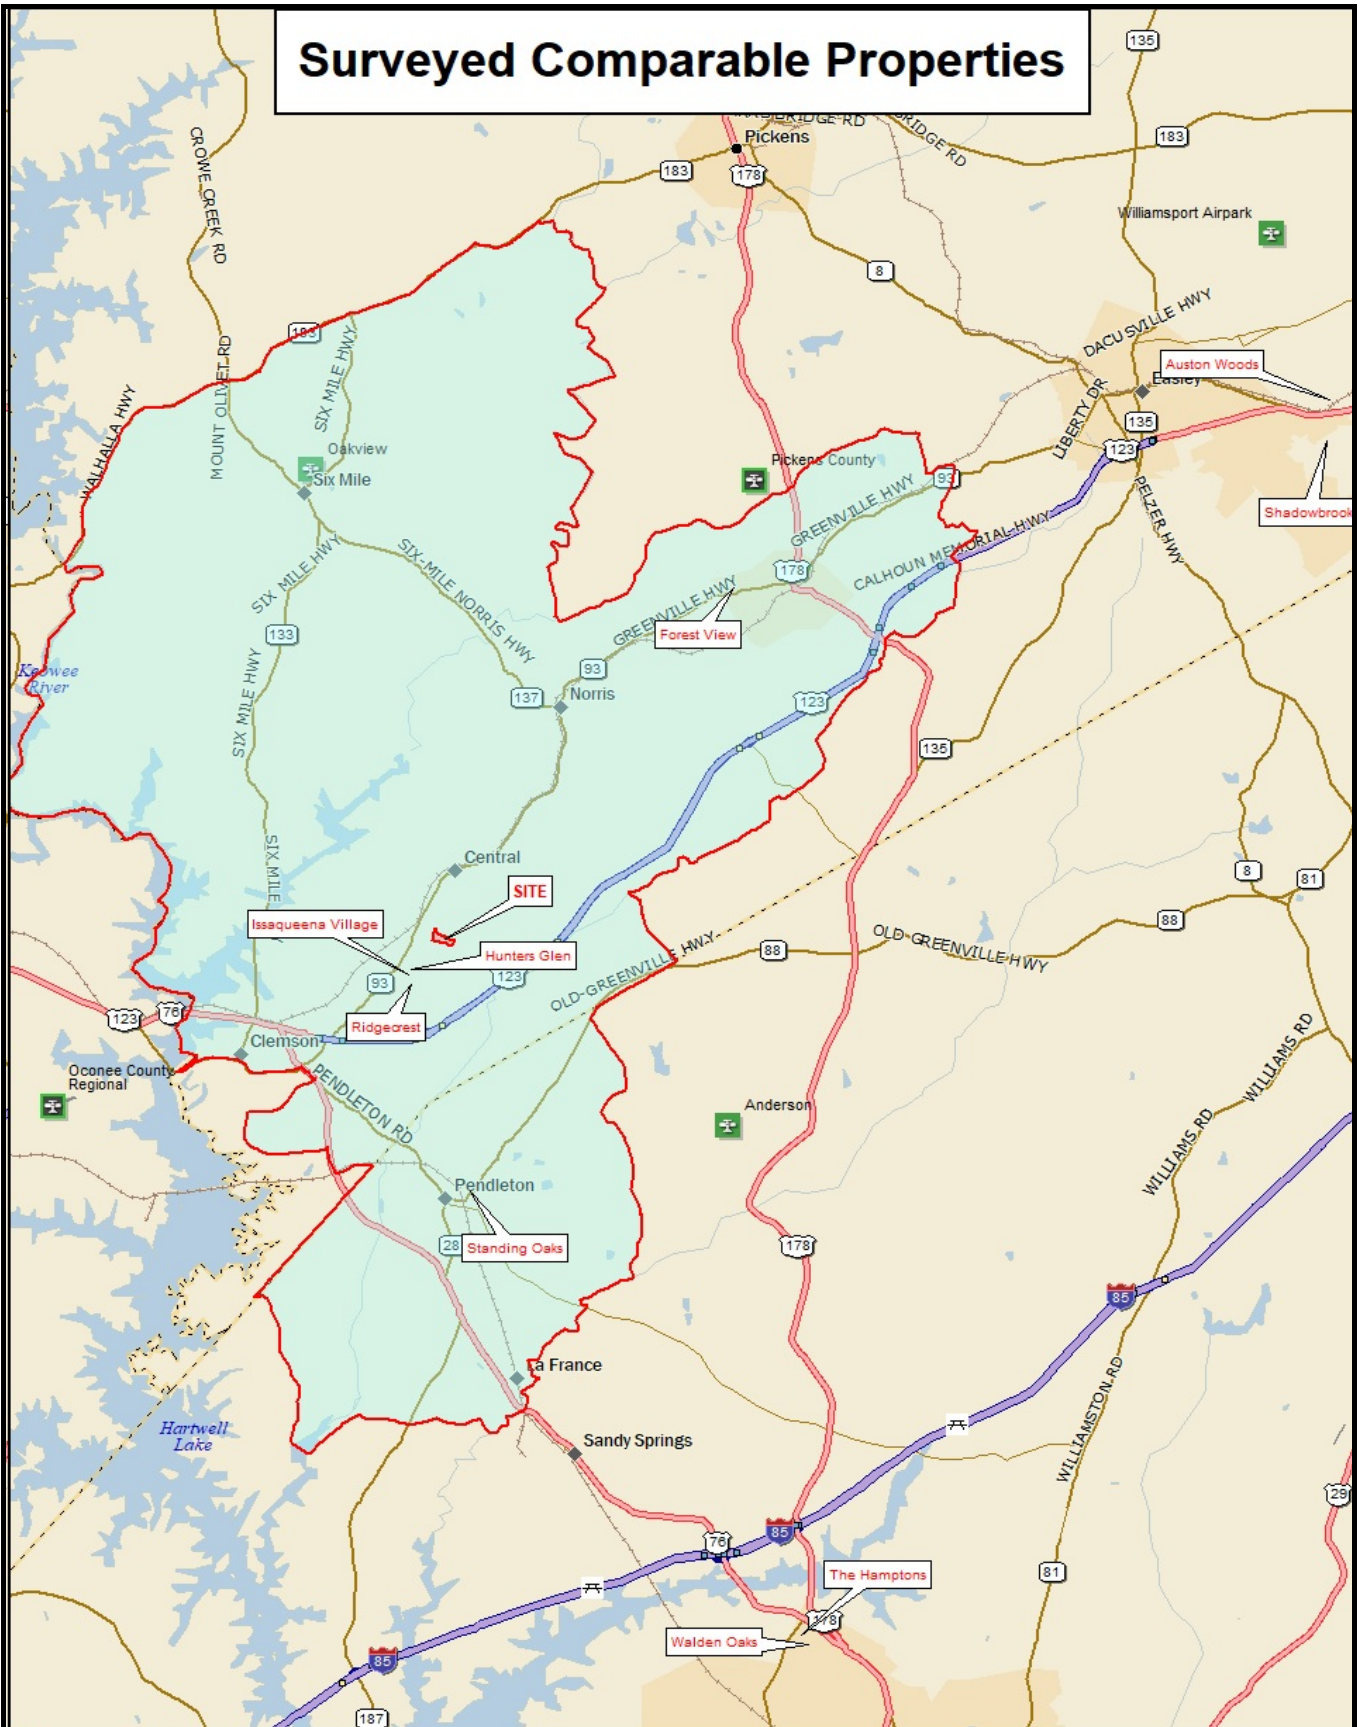 Surveyed Comparable Properties
135
BRIDGE RD
BRIDGE RD
183
Pickens
183
178
CROWE CREEK RD
Williamsport Airpark
8
DACUSVILLE HWY
183
SIX MILE HWY
MOUNT OLIVET RD
WALHALLA HWY
Auston Woods
Easley
LIBERTY DR
135
123
Oakview
Six Mile
Pickens County
93
GREENVILLE HWY
PELZER HWY
Shadowbrook
CALHOUN MEMORIAL HWY
SIX MILE HWY
SIX-MILE NORRIS HWY
178
GREENVILLE HWY
Forest View
133
93
Keowee
River
137
Norris
SIX MILE HWY
123
135
SIX MILE
Central
8
81
SITE
Issaqueena Village
88
Hunters Glen
88
OLD GREENVILLE HWY
93
123
OLD-GREENVILLE HWY
123
76
Ridgecrest
Clemson
WILLIAMS RD
Oconee County
Regional
PENDLETON RD
Anderson
WILLIAMS RD
Pendleton
28
Standing Oaks
178
85
La France
WILLIAMSTON RD
Hartwell
Lake
Sandy Springs
29
85
76
81
The Hamptons
178
Walden Oaks
85
187